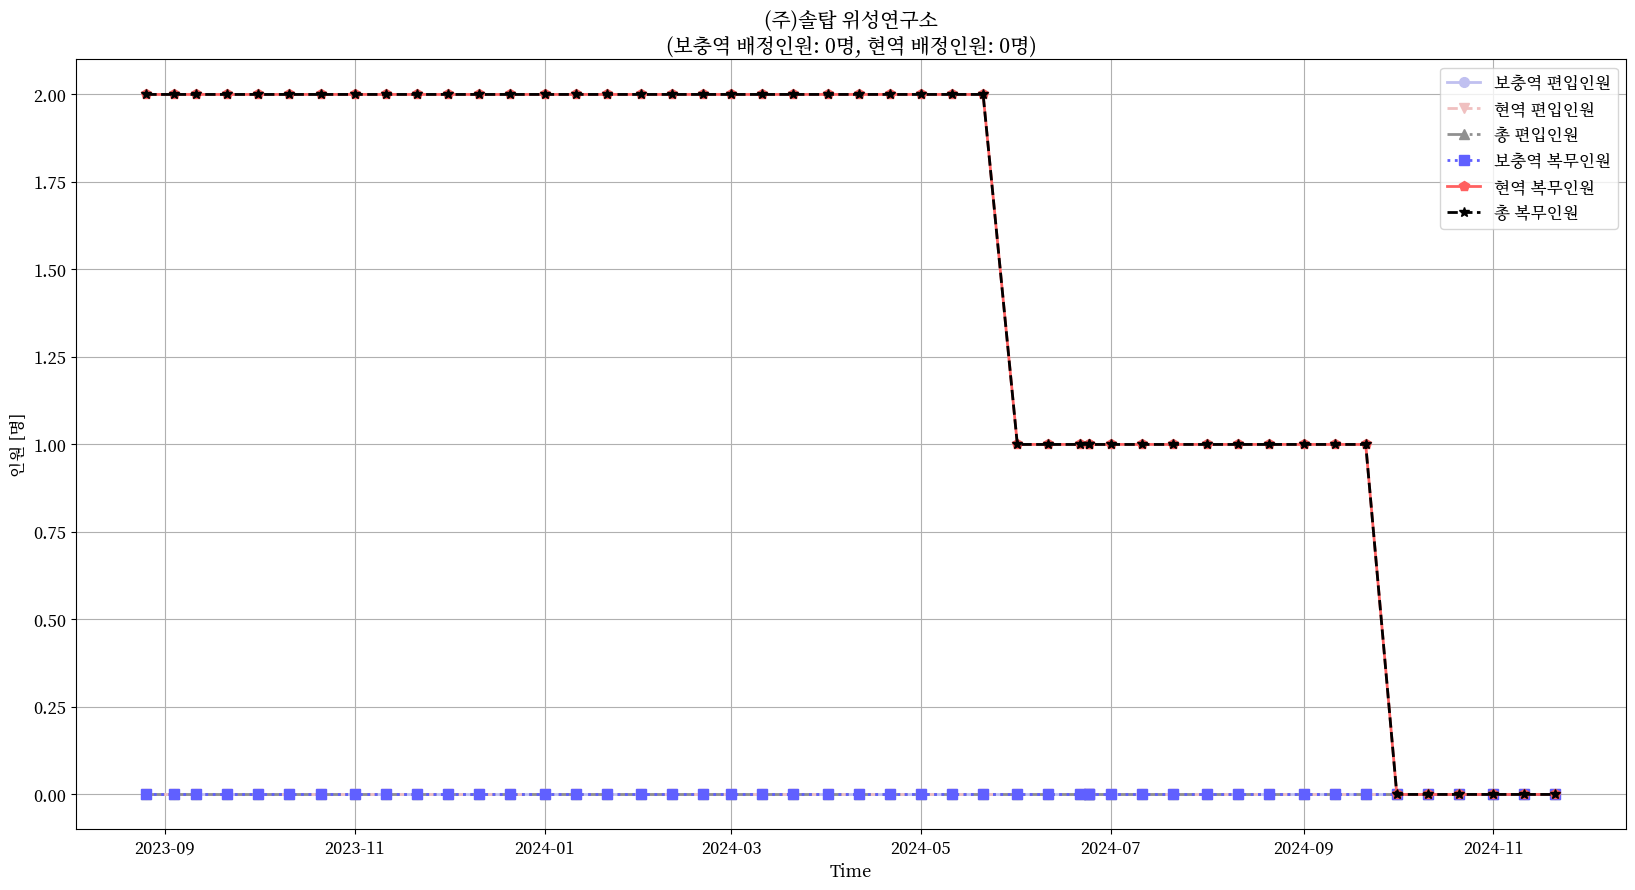 (주)솔탑 위성연구소
(보충역 배정인원: 0명, 현역 배정인원: 0명)
보충역 편입인원
현역 편입인원
총 편입인원
보충역 복무인원
현역 복무인원
총 복무인원
인원 [명]
2.00
1.75
1.50
1.25
1.00
0.75
0.50
0.25
0.00
2023-09 2023-11 2024-01 2024-03 2024-05 2024-07 2024-09 2024-11
Time